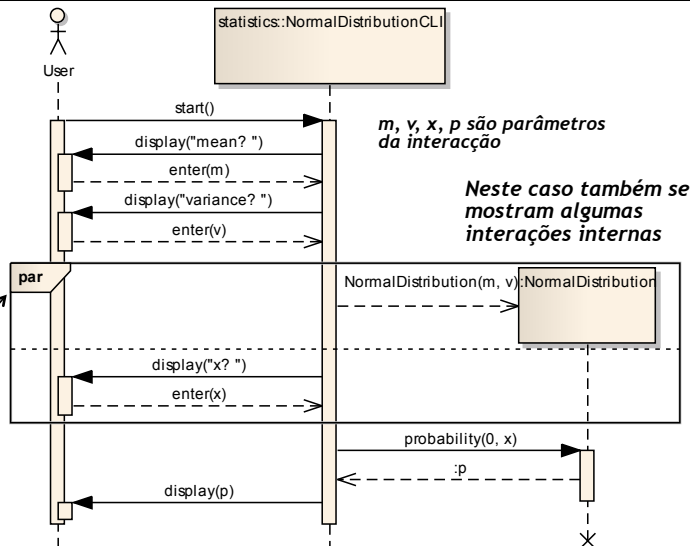 statistics::NormalDistributionCLI
User
start()
m, v, x, p são parâmetros
da interacção
display("mean? ")
enter(m)
Neste caso também se
mostram algumas
interações internas
display("variance? ")
enter(v)
par
NormalDistribution(m, v)
:NormalDistribution
display("x? ")
enter(x)
probability(0, x)
:p
display(p)